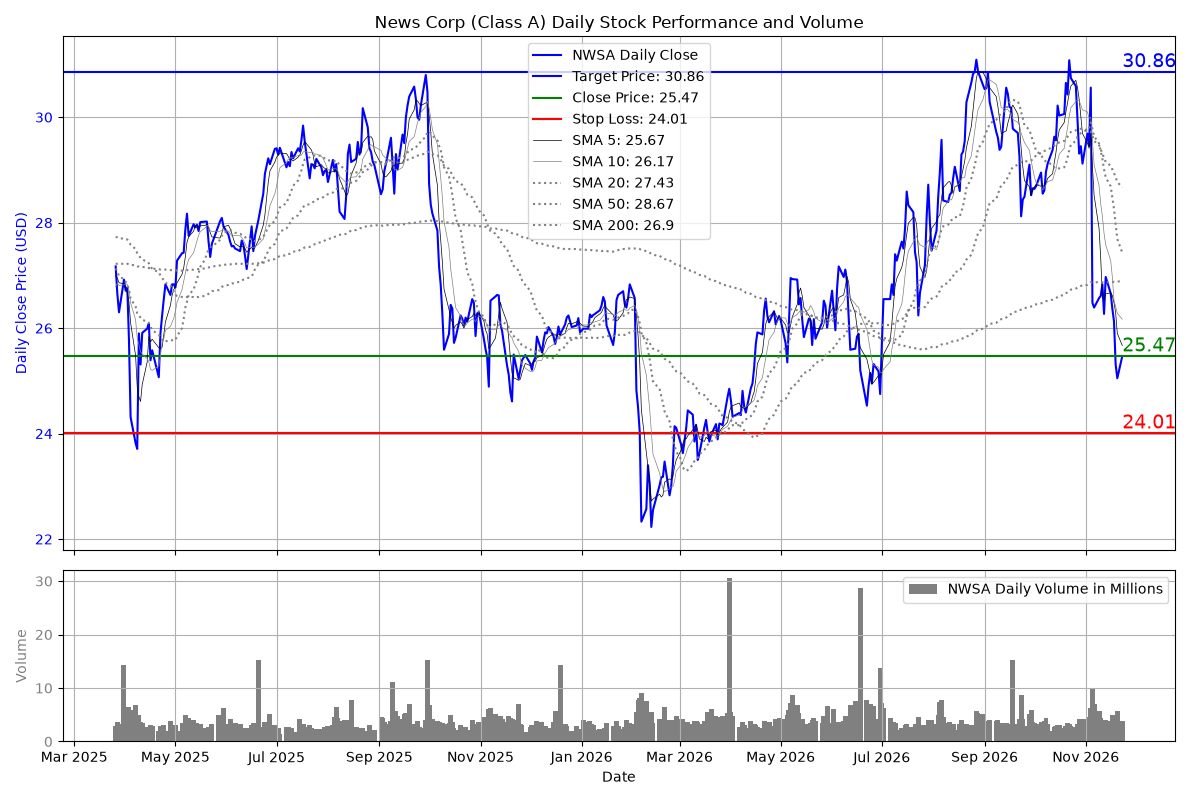 News Corp (Class A) Daily Stock Performance and Volume
Daily Close Price (USD)
30
28
26
24
22
NWSA Daily Close
Target Price: 30.86
Close Price: 25.47
Stop Loss: 24.01
SMA 5: 25.67
SMA 10: 26.17
SMA 20: 27.43
SMA 50: 28.67
SMA 200: 26.9
30.86
25.47
24.01
Volume
30
20
10
0
NWSA Daily Volume in Millions
Mar 2025
May 2025
Jul 2025
Sep 2025
Nov 2025
Jan 2026
Mar 2026
May 2026
Jul 2026
Sep 2026
Nov 2026
Date